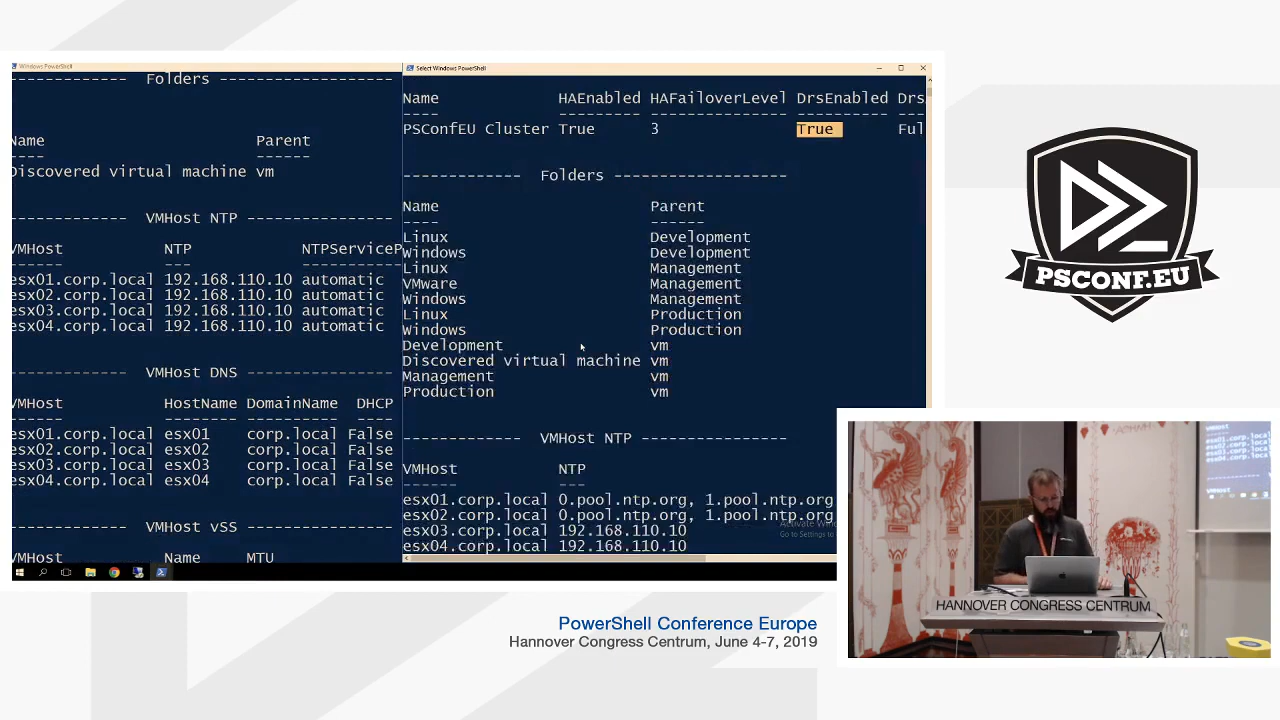 Windows PowerShell
------------- Folders ------------------
Name Parent
---- ------
Discovered virtual machine vm
------------- VMHost NTP ---------------
VMHost NTP NTPServiceP
------ --- -----------
esx01.corp.local 192.168.110.10 automatic
esx02.corp.local 192.168.110.10 automatic
esx03.corp.local 192.168.110.10 automatic
esx04.corp.local 192.168.110.10 automatic
------------- VMHost DNS ---------------
VMHost HostName DomainName DHCP
------ -------- ---------- ----
esx01.corp.local esx01 corp.local False
esx02.corp.local esx02 corp.local False
esx03.corp.local esx03 corp.local False
esx04.corp.local esx04 corp.local False
------------- VMHost vSS ---------------
VMHost Name MTU
Select Windows PowerShell
Name HAEnabled HAFailoverLevel DrsEnabled Drs
---- --------- --------------- ---------- ---
PSConfEU Cluster True 3 True Ful
------------- Folders -------------------
Name Parent
---- ------
Linux Development
Windows Development
Linux Management
VMware Management
Windows Management
Linux Production
Windows Production
Development vm
Discovered virtual machine vm
Management vm
Production vm
------------- VMHost NTP ----------------
VMHost NTP
------ ---
esx01.corp.local 0.pool.ntp.org, 1.pool.ntp.org
esx02.corp.local 0.pool.ntp.org, 1.pool.ntp.org
esx03.corp.local 192.168.110.10
esx04.corp.local 192.168.110.10
Activate Win
Go to Settings to
PSCONF.EU
HANNOVER CONGRESS CENTRUM
PowerShell Conference Europe
Hannover Congress Centrum, June 4-7, 2019